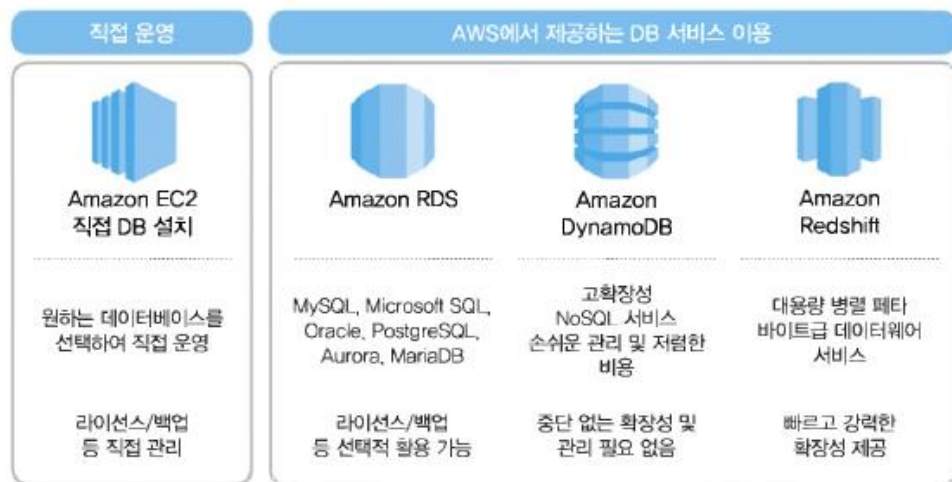 직접 운영
AWS에서 제공하는 DB 서비스 이용
Amazon EC2
직접 DB 설치
원하는 데이터베이스를
선택하여 직접 운영
라이선스/백업
등 직접 관리
Amazon RDS
MySQL, Microsoft SQL,
Oracle, PostgreSQL,
Aurora, MariaDB
라이선스/백업
등 선택적 활용 가능
Amazon
DynamoDB
고확장성
NoSQL 서비스
손쉬운 관리 및 저렴한
비용
중단 없는 확장성 및
관리 필요 없음
Amazon
Redshift
대용량 병렬 페타
바이트급 데이터웨어
서비스
빠르고 강력한
확장성 제공